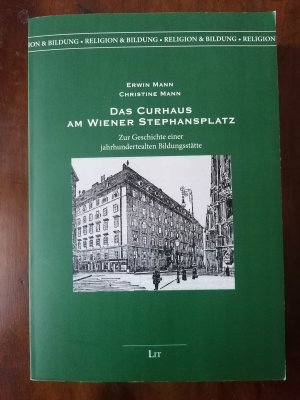 ION & BILDUNG • RELIGION & BILDUNG • RELIGION & BILDUNG • RELIGION
ERWIN MANN
CHRISTINE MANN
DAS CURHAUS
AM WIENER STEPHANSPLATZ
Zur Geschichte einer
jahrhundertealten Bildungsstätte
LIT